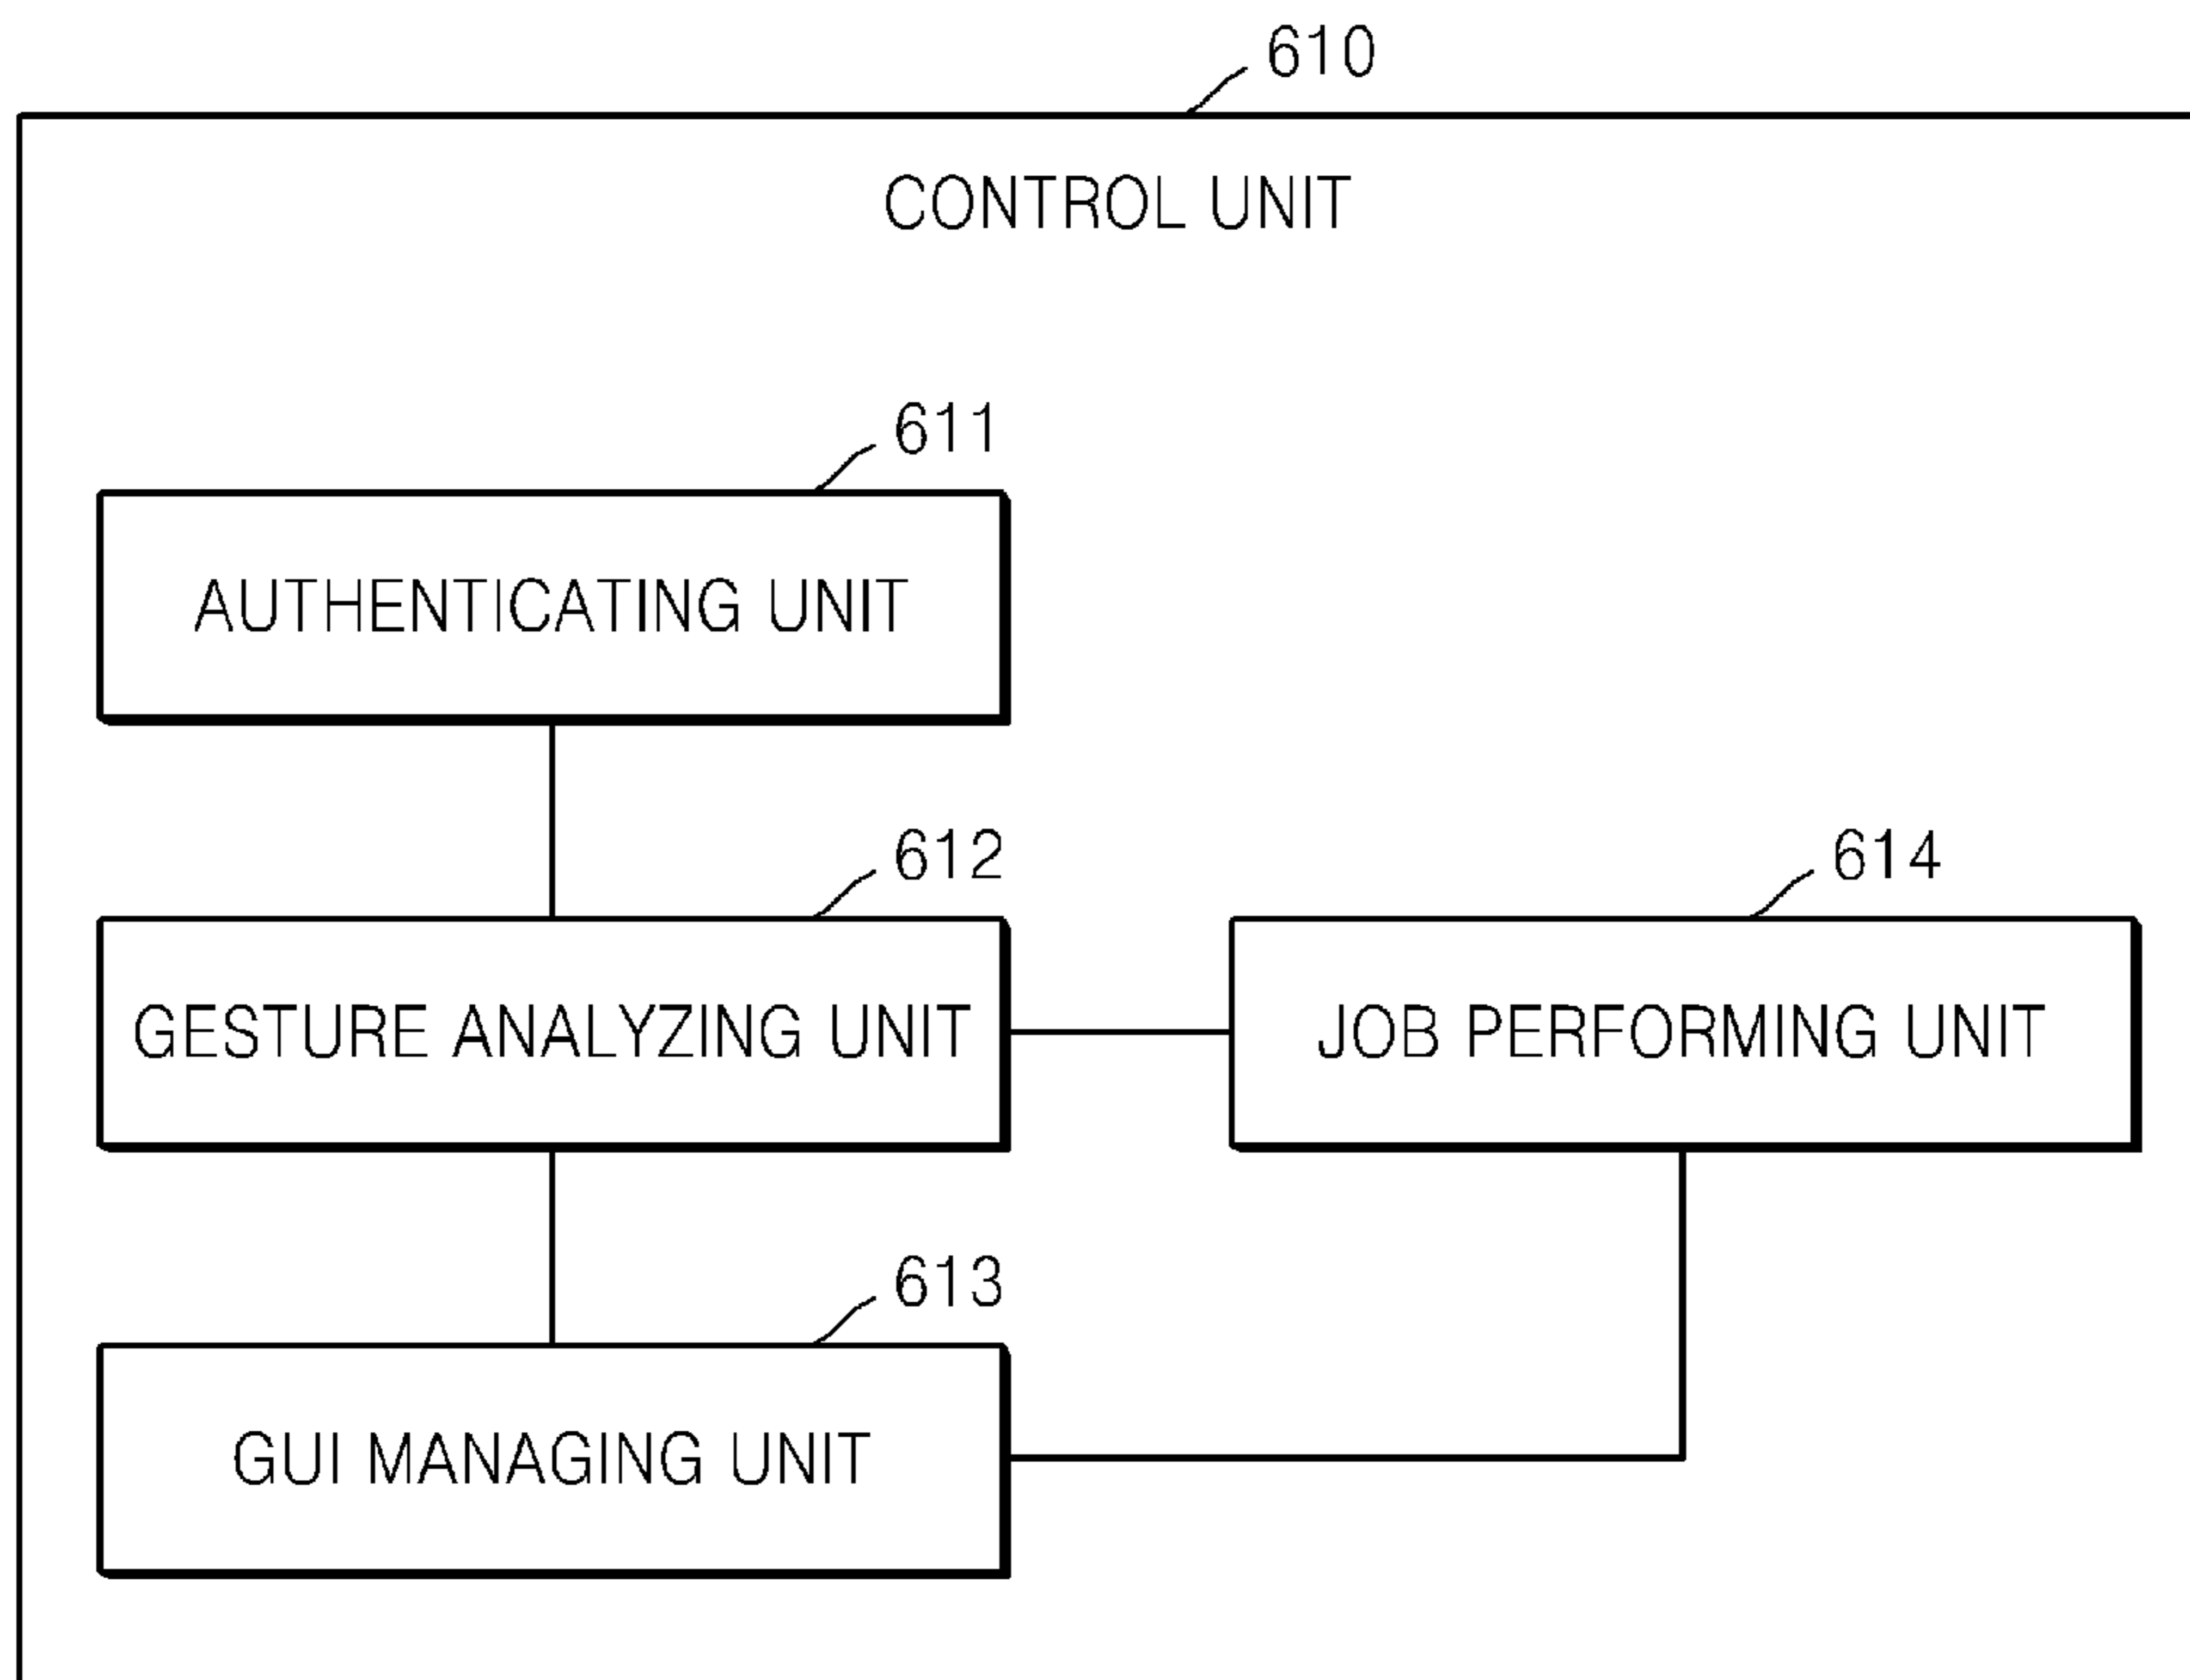 610
CONTROL UNIT
611
AUTHENTICATING UNIT
612
614
GESTURE ANALYZING UNIT
JOB PERFORMING UNIT
613
GUI MANAGING UNIT